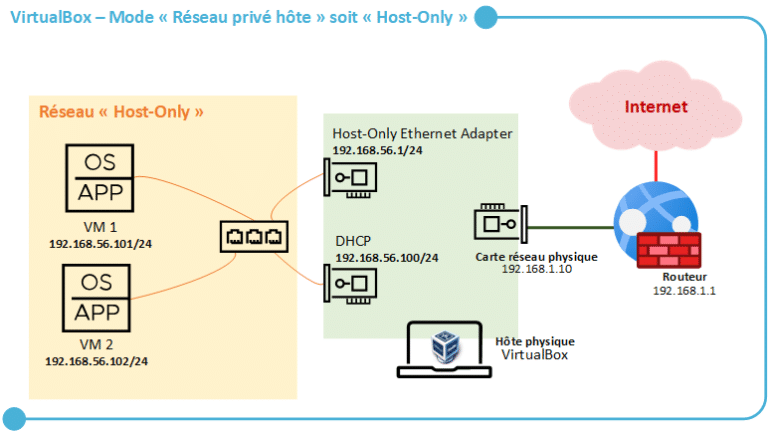 VirtualBox – Mode « Réseau privé hôte » soit « Host-Only »
Réseau « Host-Only »
OS
APP
VM 1
192.168.56.101/24
OS
APP
VM 2
192.168.56.102/24
Host-Only Ethernet Adapter
192.168.56.1/24
DHCP
192.168.56.100/24
Carte réseau physique
192.168.1.10
Hôte physique
VirtualBox
Internet
Routeur
192.168.1.1